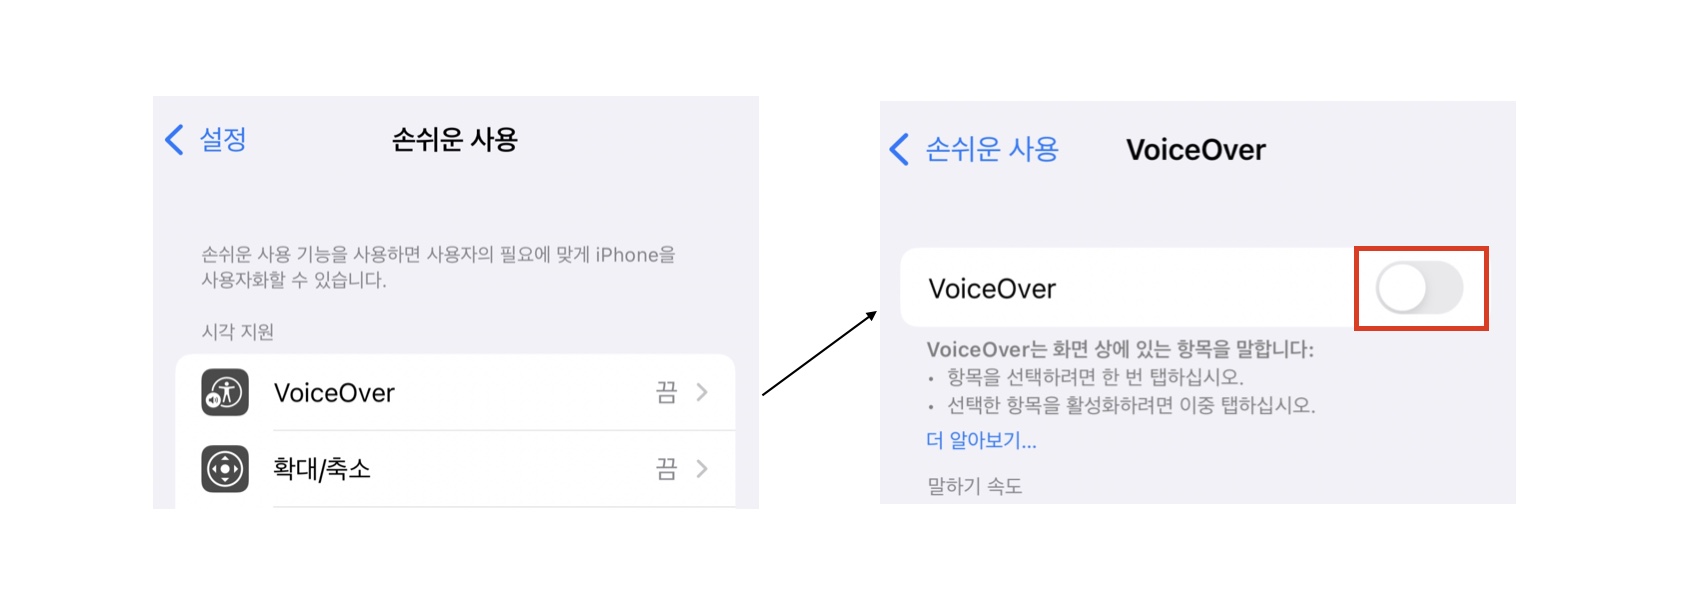 설정
손쉬운 사용
손쉬운 사용 기능을 사용하면 사용자의 필요에 맞게 iPhone을
사용자화할 수 있습니다.
시각 지원
VoiceOver 끔
확대/축소 끔
손쉬운 사용
VoiceOver
VoiceOver
VoiceOver는 화면 상에 있는 항목을 말합니다:
• 항목을 선택하려면 한 번 탭하십시오.
• 선택한 항목을 활성화하려면 이중 탭하십시오.
더 알아보기...
말하기 속도